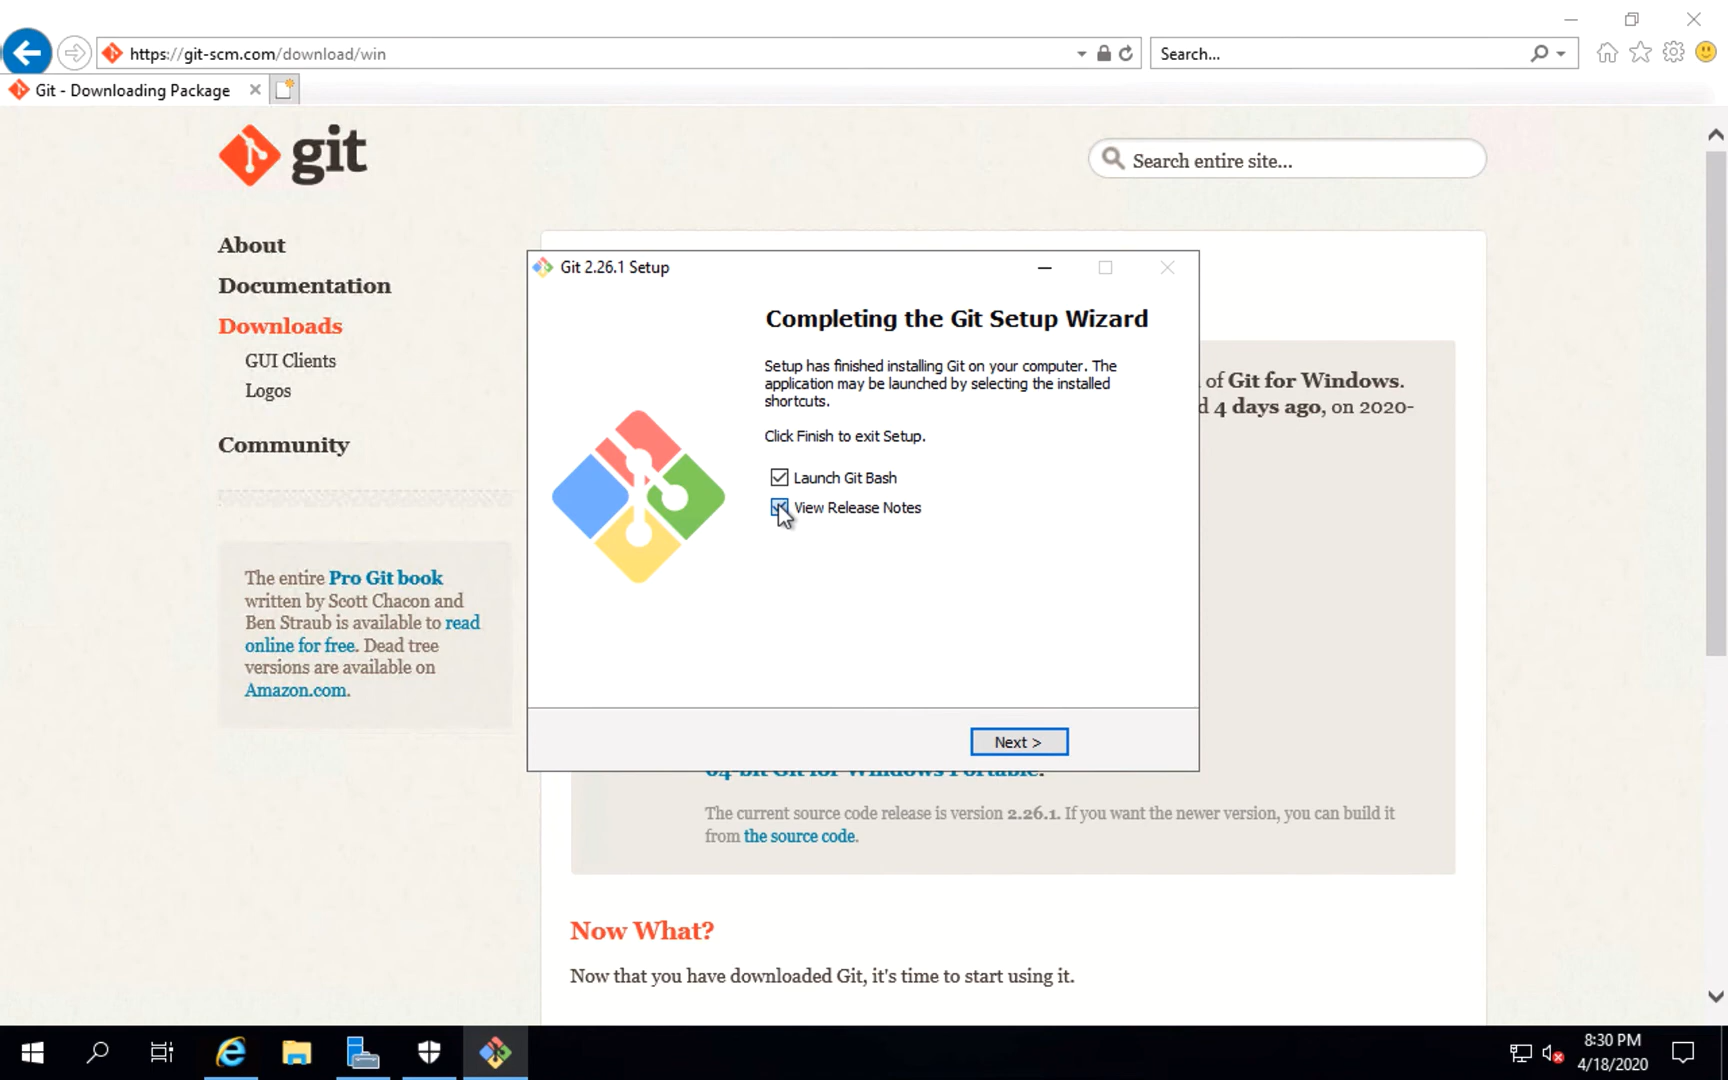 https://git-scm.com/download/win
Search...
Git - Downloading Package
git
Search entire site...
About
Documentation
Downloads
GUI Clients
Logos
Community
The entire Pro Git book
written by Scott Chacon and
Ben Straub is available to read
online for free. Dead tree
versions are available on
Amazon.com.
Git 2.26.1 Setup
Completing the Git Setup Wizard
Setup has finished installing Git on your computer. The
application may be launched by selecting the installed
shortcuts.
Click Finish to exit Setup.
Launch Git Bash
View Release Notes
Next >
of Git for Windows.
d 4 days ago, on 2020-
64-bit Git for Windows Portable.
The current source code release is version 2.26.1. If you want the newer version, you can build it
from the source code.
Now What?
Now that you have downloaded Git, it's time to start using it.
8:30 PM
4/18/2020